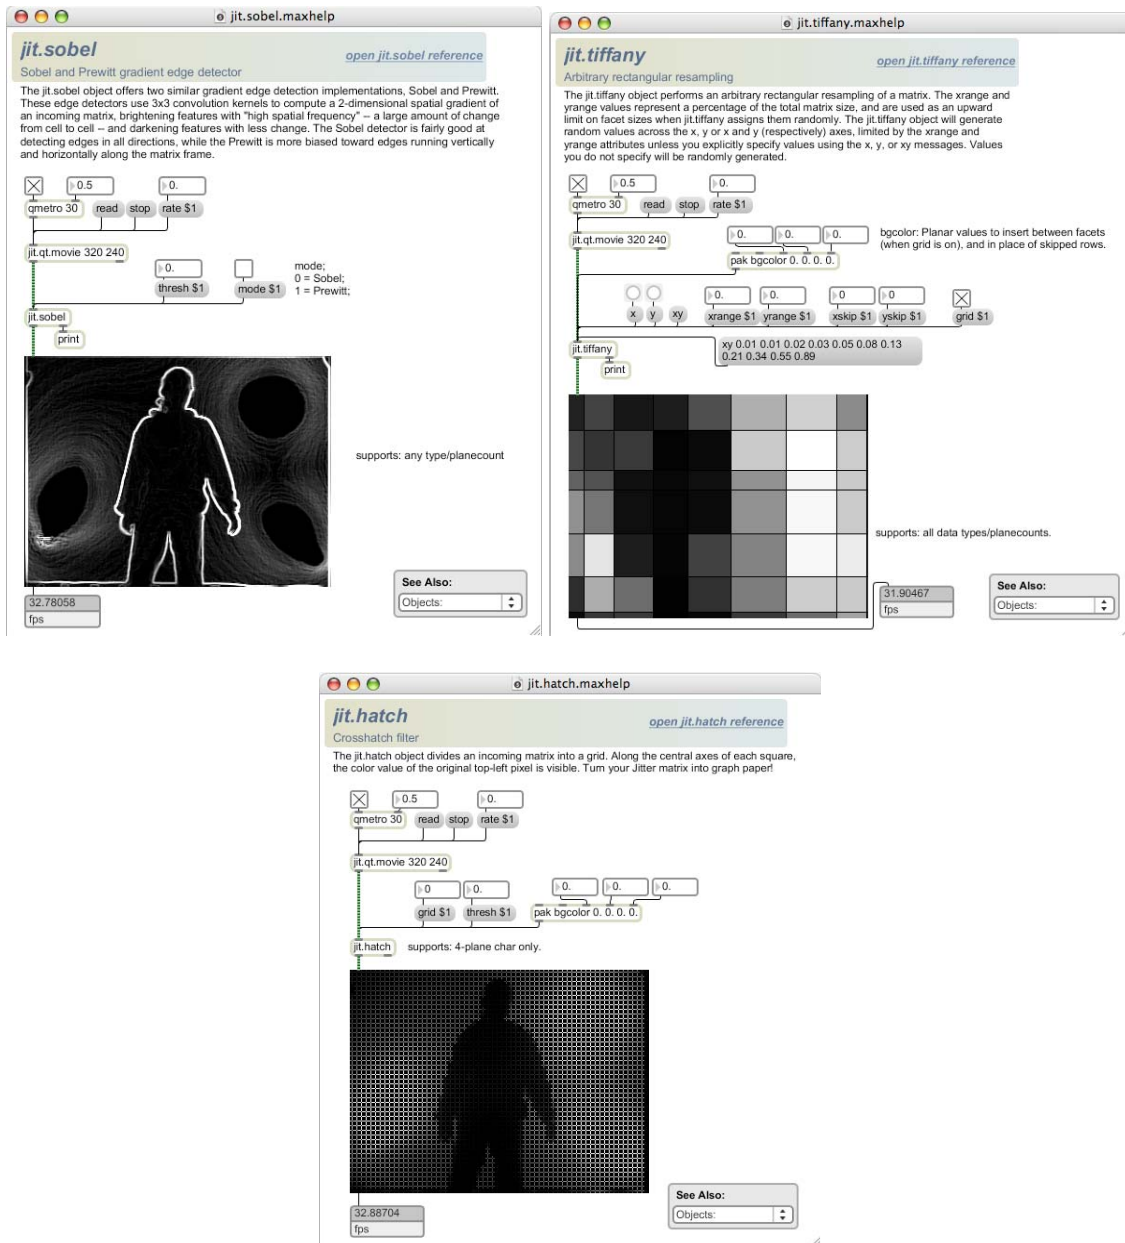 jit.sobel.maxhelp
jit.sobel
open jit.sobel reference
Sobel and Prewitt gradient edge detector
The jit.sobel object offers two similar gradient edge detection implementations, Sobel and Prewitt.
These edge detectors use 3x3 convolution kernels to compute a 2-dimensional spatial gradient of
an incoming matrix, brightening features with "high spatial frequency" -- a large amount of change
from cell to cell -- and darkening features with less change. The Sobel detector is fairly good at
detecting edges in all directions, while the Prewitt is more biased toward edges running vertically
and horizontally along the matrix frame.
0.5
0.
qmetro 30
read
stop
rate $1
jit.qt.movie 320 240
0.
thresh $1
mode $1
mode;
0 = Sobel;
1 = Prewitt;
jit.sobel
print
supports: any type/planecount
32.78058
fps
See Also:
Objects:
jit.tiffany.maxhelp
jit.tiffany
open jit.tiffany reference
Arbitrary rectangular resampling
The jit.tiffany object performs an arbitrary rectangular resampling of a matrix. The xrange and
yrange values represent a percentage of the total matrix size, and are used as an upward
limit on facet sizes when jit.tiffany assigns them randomly. The jit.tiffany object will generate
random values across the x, y or x and y (respectively) axes, limited by the xrange and
yrange attributes unless you explicitly specify values using the x, y, or xy messages. Values
you do not specify will be randomly generated.
0.5
0.
qmetro 30
read
stop
rate $1
jit.qt.movie 320 240
0.
0.
0.
pak bgcolor 0. 0. 0. 0.
bgcolor: Planar values to insert between facets
(when grid is on), and in place of skipped rows.
0.
0.
0
0
x
y
xy
xrange $1
yrange $1
xskip $1
yskip $1
grid $1
jit.tiffany
print
xy 0.01 0.01 0.02 0.03 0.05 0.08 0.13
0.21 0.34 0.55 0.89
supports: all data types/planecounts.
31.90467
fps
See Also:
Objects:
jit.hatch.maxhelp
jit.hatch
open jit.hatch reference
Crosshatch filter
The jit.hatch object divides an incoming matrix into a grid. Along the central axes of each square,
the color value of the original top-left pixel is visible. Turn your Jitter matrix into graph paper!
0.5
0.
qmetro 30
read
stop
rate $1
jit.qt.movie 320 240
0
0.
0.
0.
0.
grid $1
thresh $1
pak bgcolor 0. 0. 0. 0.
jit.hatch
supports: 4-plane char only.
32.88704
fps
See Also:
Objects: